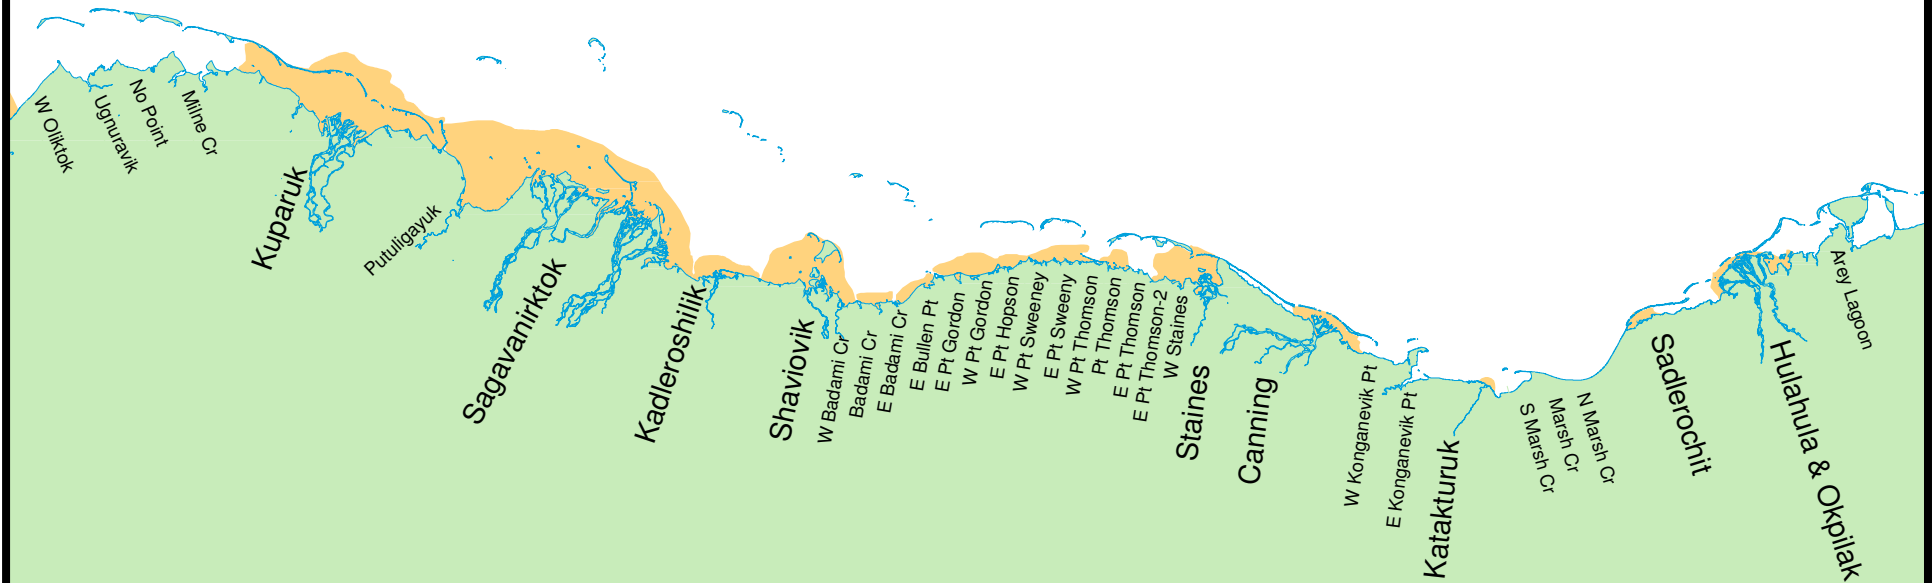 W Oliktok
Ugnuravik
No Point
Milne Cr
Kuparuk
Putuligayuk
Sagavanirktok
Kadleroshilik
Shaviovik
W Badami Cr
Badami Cr
E Badami Cr
E Bullen Pt
E Pt Gordon
W Pt Gordon
E Pt Hopson
W Pt Sweeney
E Pt Sweeny
W Pt Thomson
Pt Thomson
E Pt Thomson
E Pt Thomson-2
W Staines
Staines
Canning
W Konganevik Pt
E Konganevik Pt
Katakturuk
S Marsh Cr
Marsh Cr
N Marsh Cr
Sadlerochit
Hulahula & Okpilak
Arey Lagoon